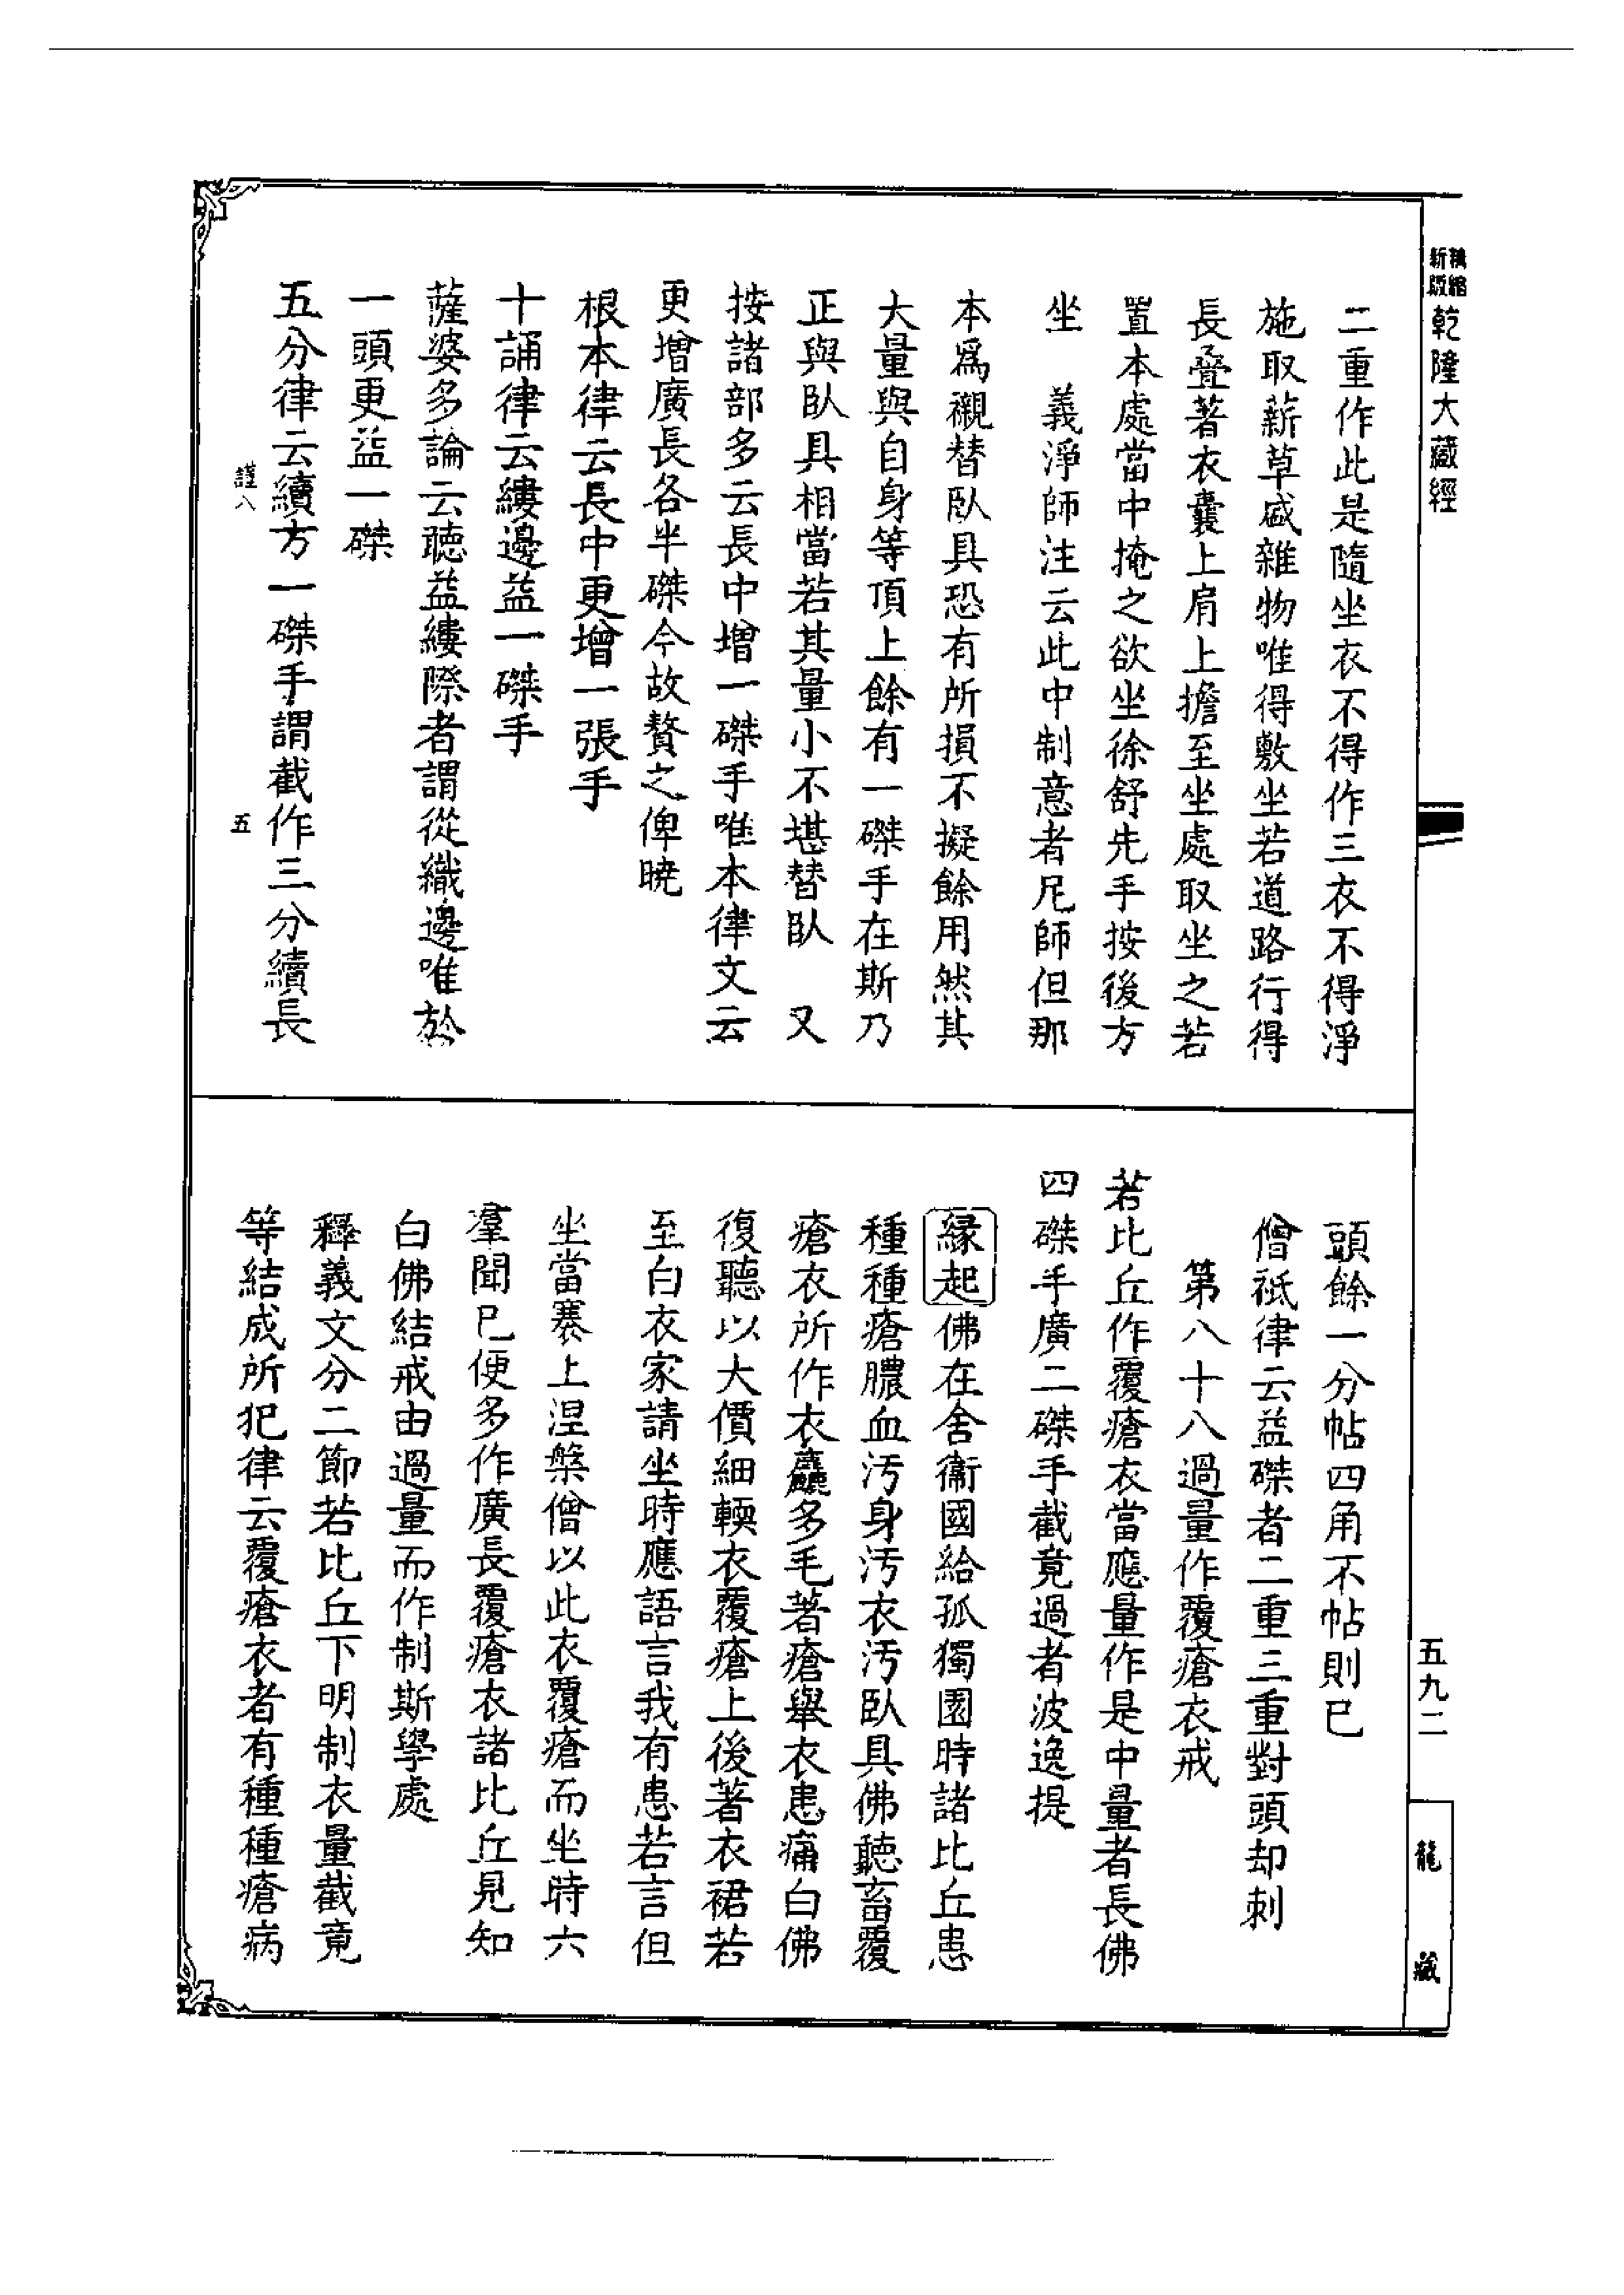 精縮
新版
乾隆大藏經
二重作此是隨坐衣不得作三衣不得淨
施取薪草盛雜物唯得敷坐若道路行得
長疊著衣囊上肩上擔至坐處取坐之若
置本處當中掩之欲坐徐舒先手按後方
坐　義淨師注云此中制意者尼師但那
本爲襯替臥具恐有所損不擬餘用然其
大量與自身等頂上餘有一磔手在斯乃
正與臥具相當若其量小不堪替臥　又
按諸部多云長中增一磔手唯本律文云
更增廣長各半磔今故贅之俾曉
根本律云長中更增一張手
十誦律云縷邊益一磔手
薩婆多論云聽益縷際者謂從織邊唯於
一頭更益一磔
五分律云續方一磔手謂截作三分續長
謹八　五
頭餘一分帖四角不帖則已
僧祇律云益磔者二重三重對頭却刺
第八十八過量作覆瘡衣戒
若比丘作覆瘡衣當應量作是中量者長佛
四磔手廣二磔手截竟過者波逸提
緣起佛在舍衞國給孤獨園時諸比丘患
種種瘡膿血汚身汚衣汚臥具佛聽畜覆
瘡衣所作衣麤多毛著瘡舉衣患痛白佛
復聽以大價細輭衣覆瘡上後著衣裙若
至白衣家請坐時應語言我有患若言但
坐當褰上涅槃僧以此衣覆瘡而坐時六
羣聞已便多作廣長覆瘡衣諸比丘見知
白佛結戒由過量而作制斯學處
釋義文分二節若比丘下明制衣量截竟
等結成所犯律云覆瘡衣者有種種瘡病
五九二
龍
藏